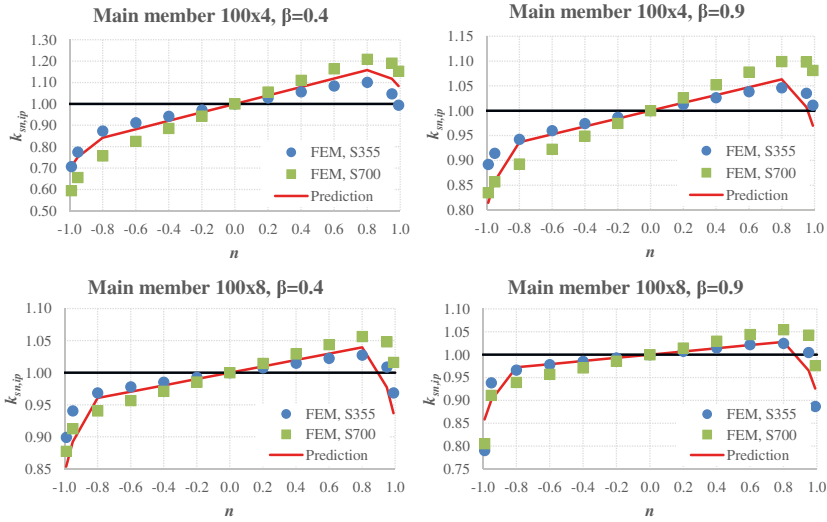 Main member 100x4, β=0.4
1.30
1.20
1.10
1.00
0.90
0.80
0.70
0.60
0.50
k_sn,ip
FEM, S355
FEM, S700
Prediction
-1.0 -0.8 -0.6 -0.4 -0.2 0.0 0.2 0.4 0.6 0.8 1.0
n
Main member 100x4, β=0.9
1.15
1.10
1.05
1.00
0.95
0.90
0.85
0.80
k_sn,ip
FEM, S355
FEM, S700
Prediction
-1.0 -0.8 -0.6 -0.4 -0.2 0.0 0.2 0.4 0.6 0.8 1.0
n
Main member 100x8, β=0.4
1.10
1.05
1.00
0.95
0.90
0.85
k_sn,ip
FEM, S355
FEM, S700
Prediction
-1.0 -0.8 -0.6 -0.4 -0.2 0.0 0.2 0.4 0.6 0.8 1.0
n
Main member 100x8, β=0.9
1.10
1.05
1.00
0.95
0.90
0.85
0.80
0.75
k_sn,ip
FEM, S355
FEM, S700
Prediction
-1.0 -0.8 -0.6 -0.4 -0.2 0.0 0.2 0.4 0.6 0.8 1.0
n